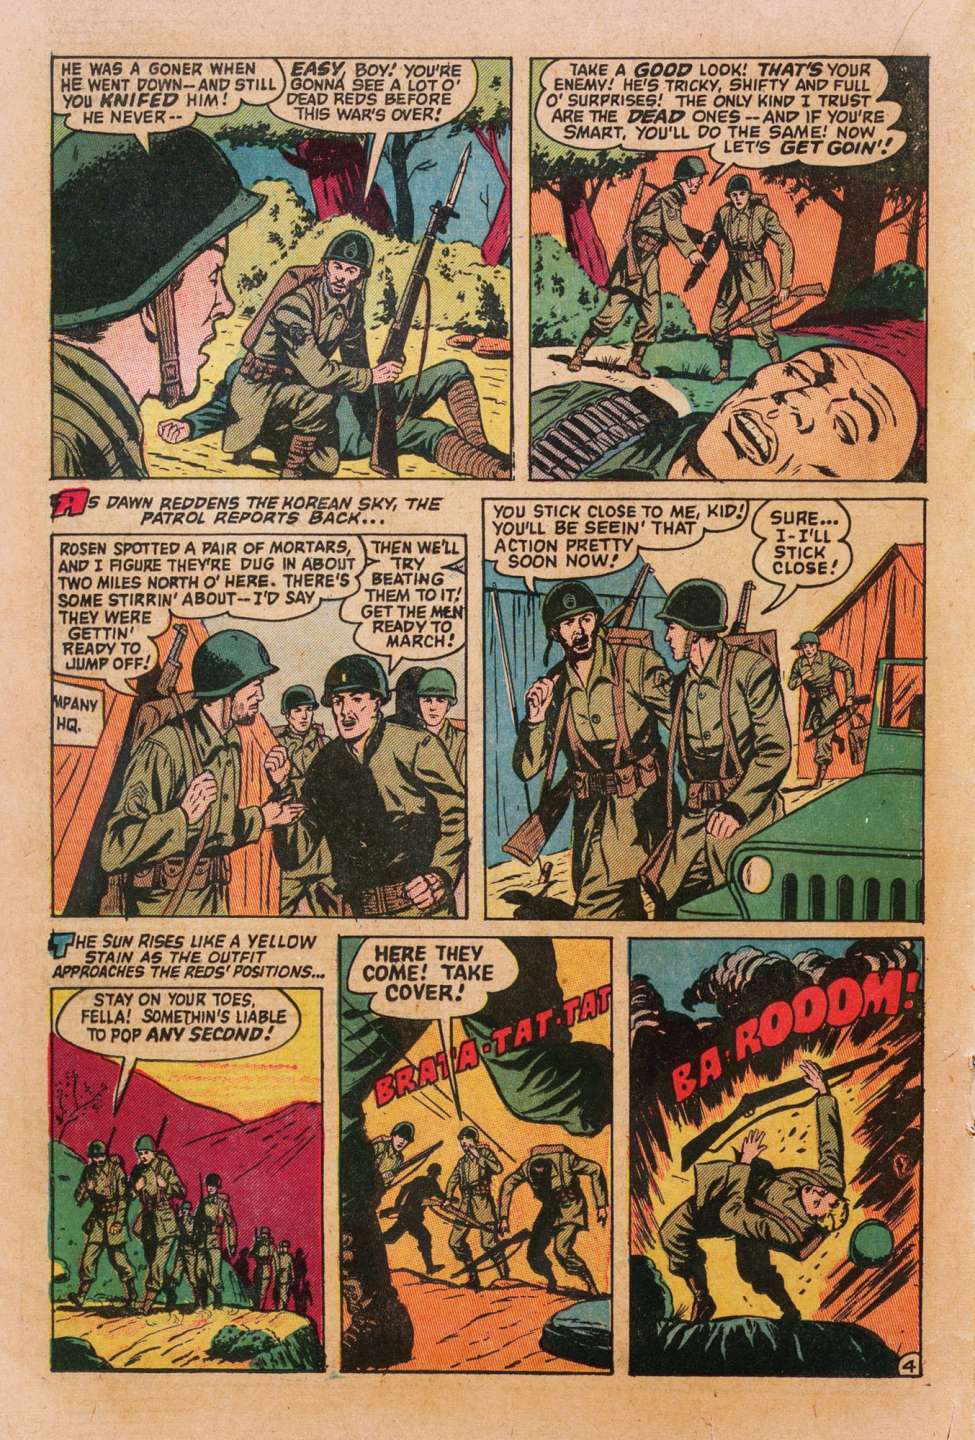 HE WAS A GONER WHEN
HE WENT DOWN--AND STILL
YOU KNIFED HIM!
HE NEVER--
EASY, BOY! YOU'RE
GONNA SEE A LOT O'
DEAD REDS BEFORE
THIS WAR'S OVER!
TAKE A GOOD LOOK! THAT'S YOUR
ENEMY! HE'S TRICKY, SHIFTY AND FULL
O' SURPRISES! THE ONLY KIND I TRUST
ARE THE DEAD ONES--AND IF YOU'RE
SMART, YOU'LL DO THE SAME! NOW
LET'S GET GOIN'!
AS DAWN REDDENS THE KOREAN SKY, THE
PATROL REPORTS BACK...
ROSEN SPOTTED A PAIR OF MORTARS,
AND I FIGURE THEY'RE DUG IN ABOUT
TWO MILES NORTH O' HERE. THERE'S
SOME STIRRIN' ABOUT--I'D SAY
THEY WERE
GETTIN'
READY TO
JUMP OFF!
THEN WE'LL
TRY
BEATING
THEM TO IT!
GET THE MEN
READY TO
MARCH!
MPANY
HQ.
YOU STICK CLOSE TO ME, KID!
YOU'LL BE SEEIN' THAT
ACTION PRETTY
SOON NOW!
SURE...
I-I'LL
STICK
CLOSE!
THE SUN RISES LIKE A YELLOW
STAIN AS THE OUTFIT
APPROACHES THE REDS' POSITIONS...
STAY ON YOUR TOES,
FELLA! SOMETHIN'S LIABLE
TO POP ANY SECOND!
HERE THEY
COME! TAKE
COVER!
BRATA-TAT-TAT
BA-ROOOM!
4